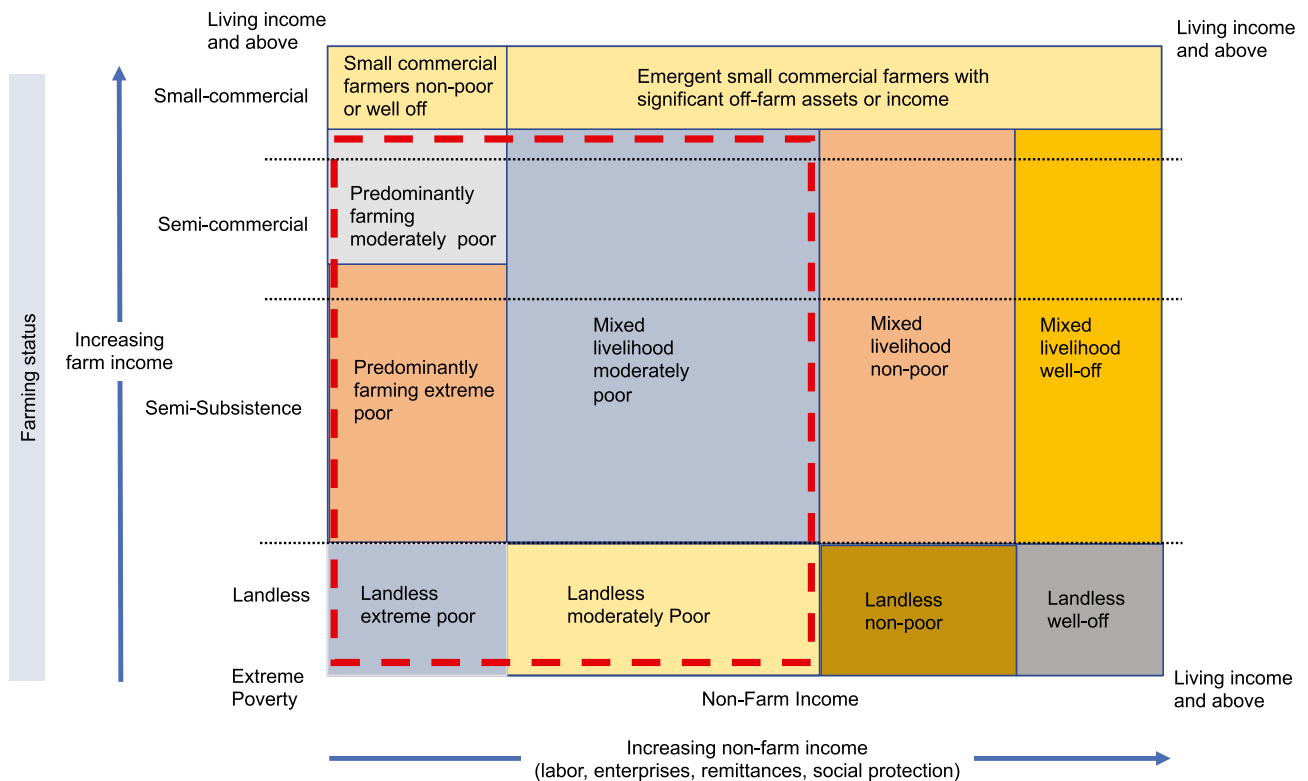 Living income
and above
Living income
and above
Small commercial
farmers non-poor
or well off
Emergent small commercial farmers with
significant off-farm assets or income
Small-commercial
Predominantly
farming
moderately  poor
Semi-commercial
Farming status
Increasing
farm income
Mixed
livelihood
moderately
poor
Mixed
livelihood
non-poor
Mixed
livelihood
well-off
Predominantly
farming extreme
poor
Semi-Subsistence
Landless
Landless
extreme poor
Landless
moderately Poor
Landless
non-poor
Landless
well-off
Extreme
Poverty
Non-Farm Income
Living income
and above
Increasing non-farm income
(labor, enterprises, remittances, social protection)